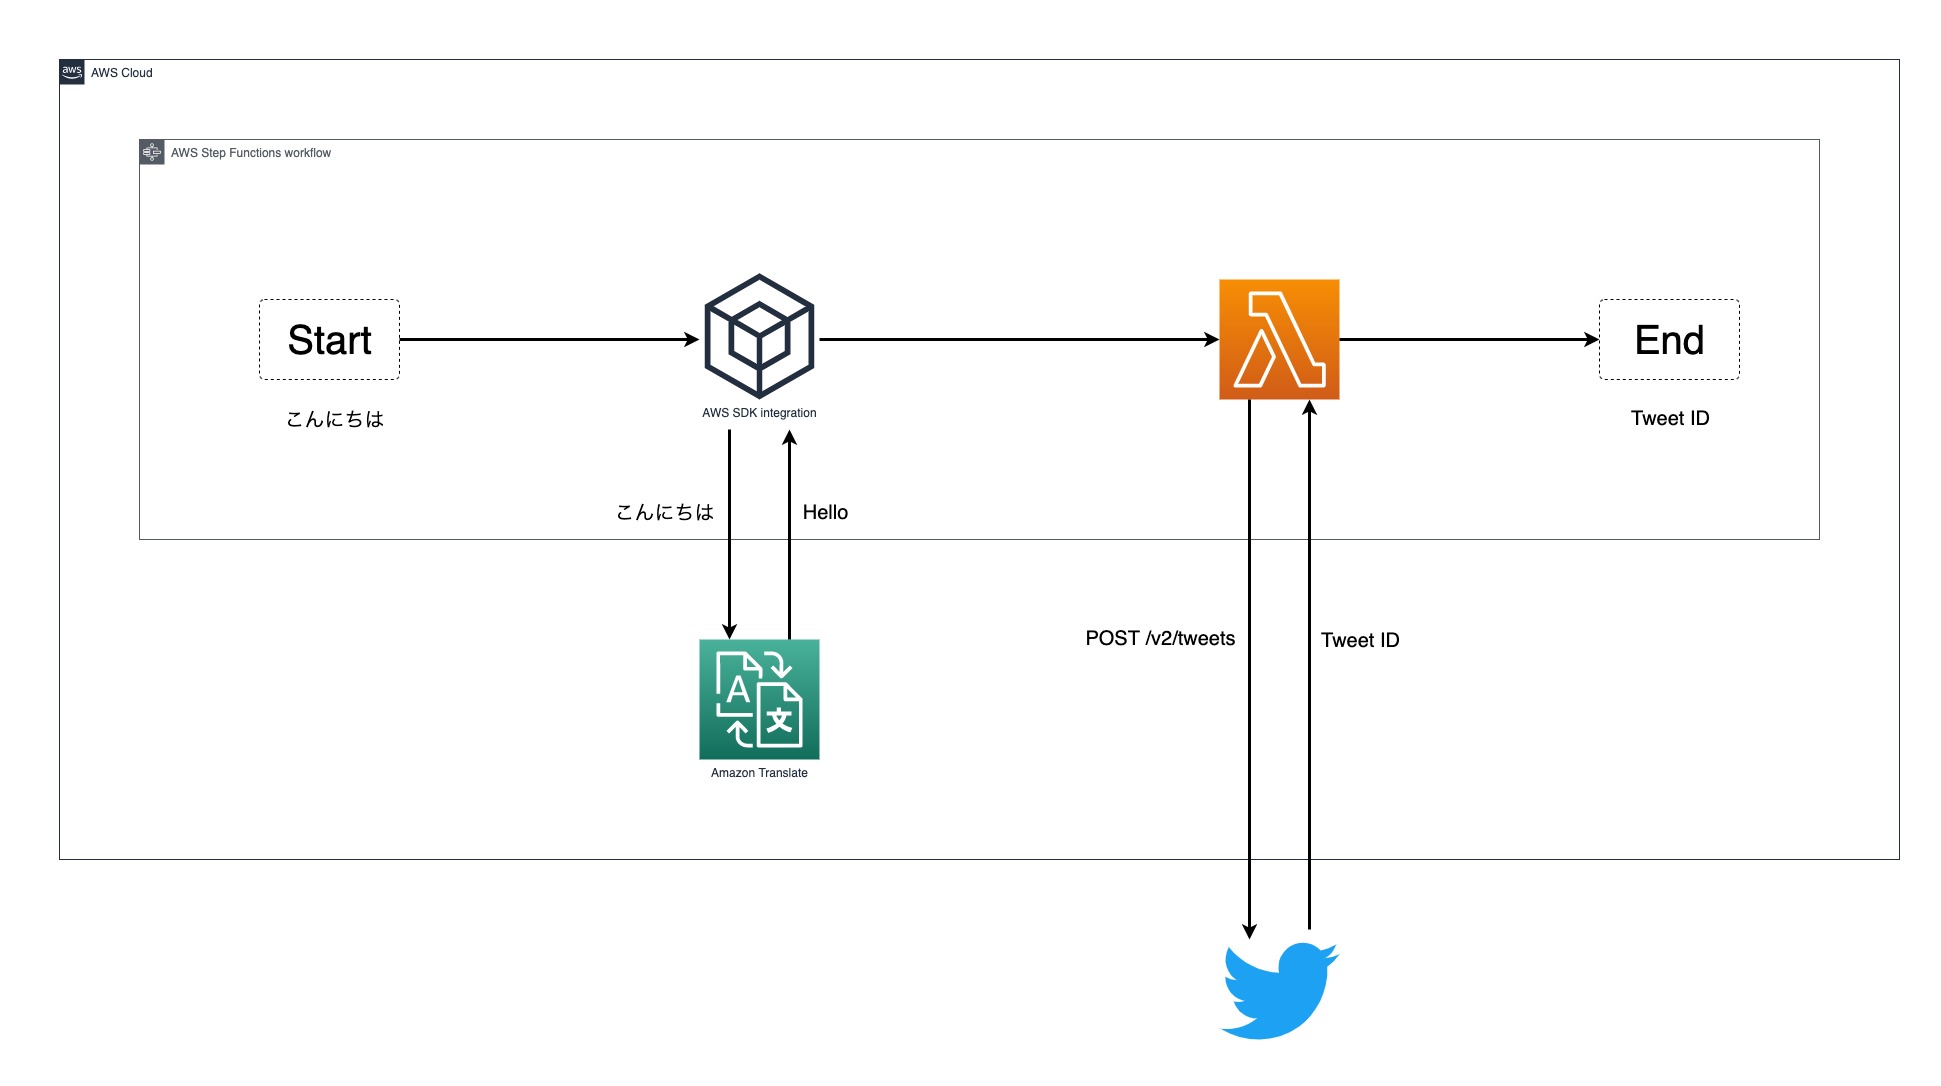 aws
AWS Cloud
AWS Step Functions workflow
Start
End
こんにちは
AWS SDK integration
Tweet ID
こんにちは
Hello
POST /v2/tweets
Tweet ID
A
文
Amazon Translate